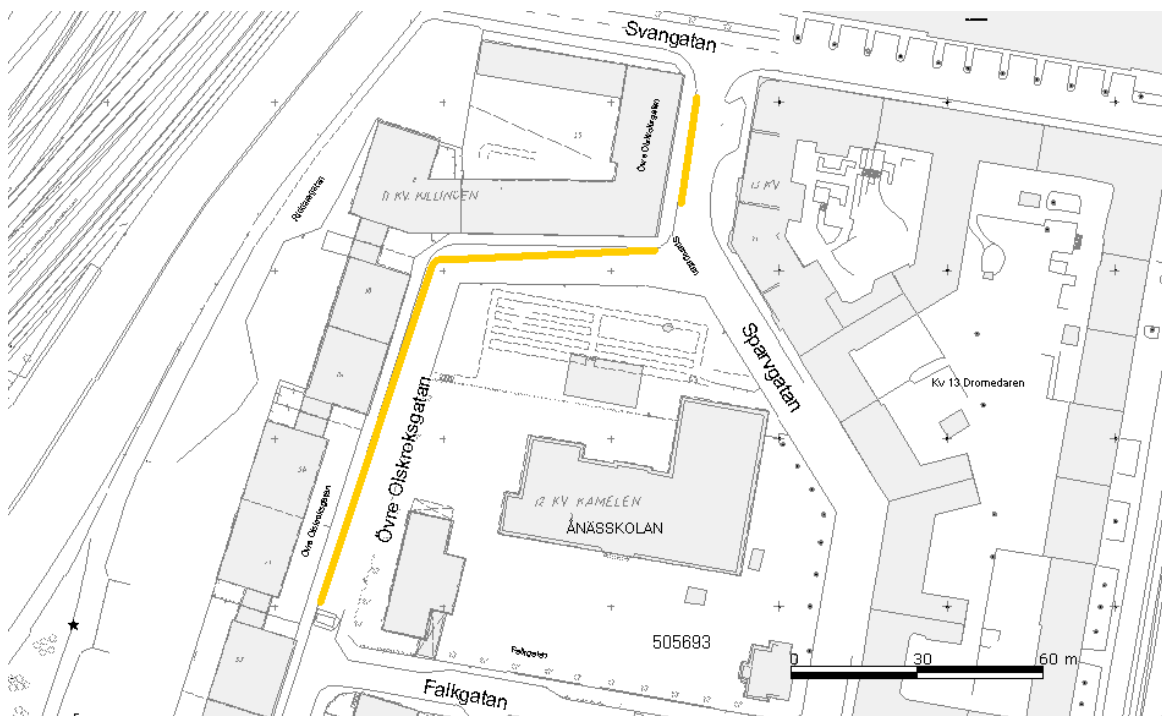 Svangatan
Övre Olskroksgatan
15
11 KV. KILLINGEN
13 KV
Sparvgatan
Sparvgatan
Kv 13 Dromedaren
Övre Olskroksgatan
12 KV KAMELEN
ÅNÄSSKOLAN
Övre Olskroksgatan
505693
Falkgatan
0 30 60 m
Falkgatan